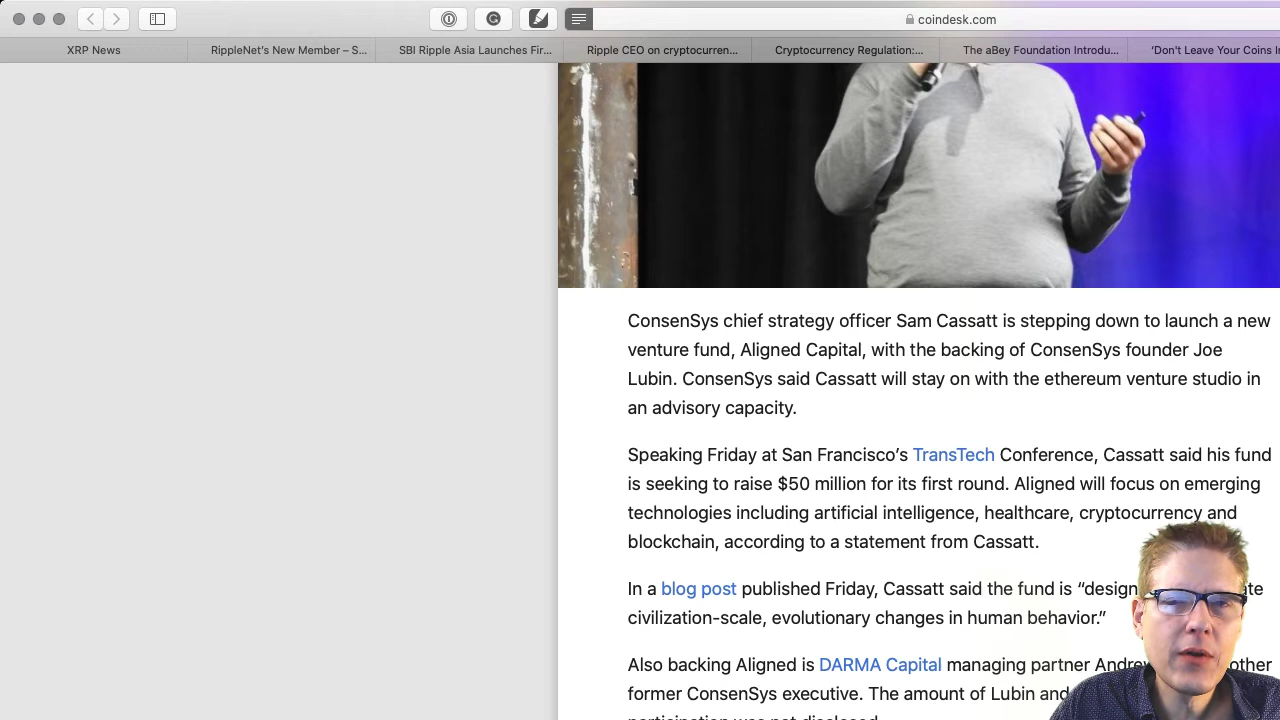 coindesk.com
XRP News
RippleNet’s New Member – S...
SBI Ripple Asia Launches Fir...
Ripple CEO on cryptocurren...
Cryptocurrency Regulation:...
The aBey Foundation Introdu...
‘Don't Leave Your Coins
ConsenSys chief strategy officer Sam Cassatt is stepping down to launch a new
venture fund, Aligned Capital, with the backing of ConsenSys founder Joe
Lubin. ConsenSys said Cassatt will stay on with the ethereum venture studio in
an advisory capacity.
Speaking Friday at San Francisco’s TransTech Conference, Cassatt said his fund
is seeking to raise $50 million for its first round. Aligned will focus on emerging
technologies including artificial intelligence, healthcare, cryptocurrency and
blockchain, according to a statement from Cassatt.
In a blog post published Friday, Cassatt said the fund is “design
civilization-scale, evolutionary changes in human behavior.”
Also backing Aligned is DARMA Capital managing partner Andrew other
former ConsenSys executive. The amount of Lubin and
participation was not disclosed.